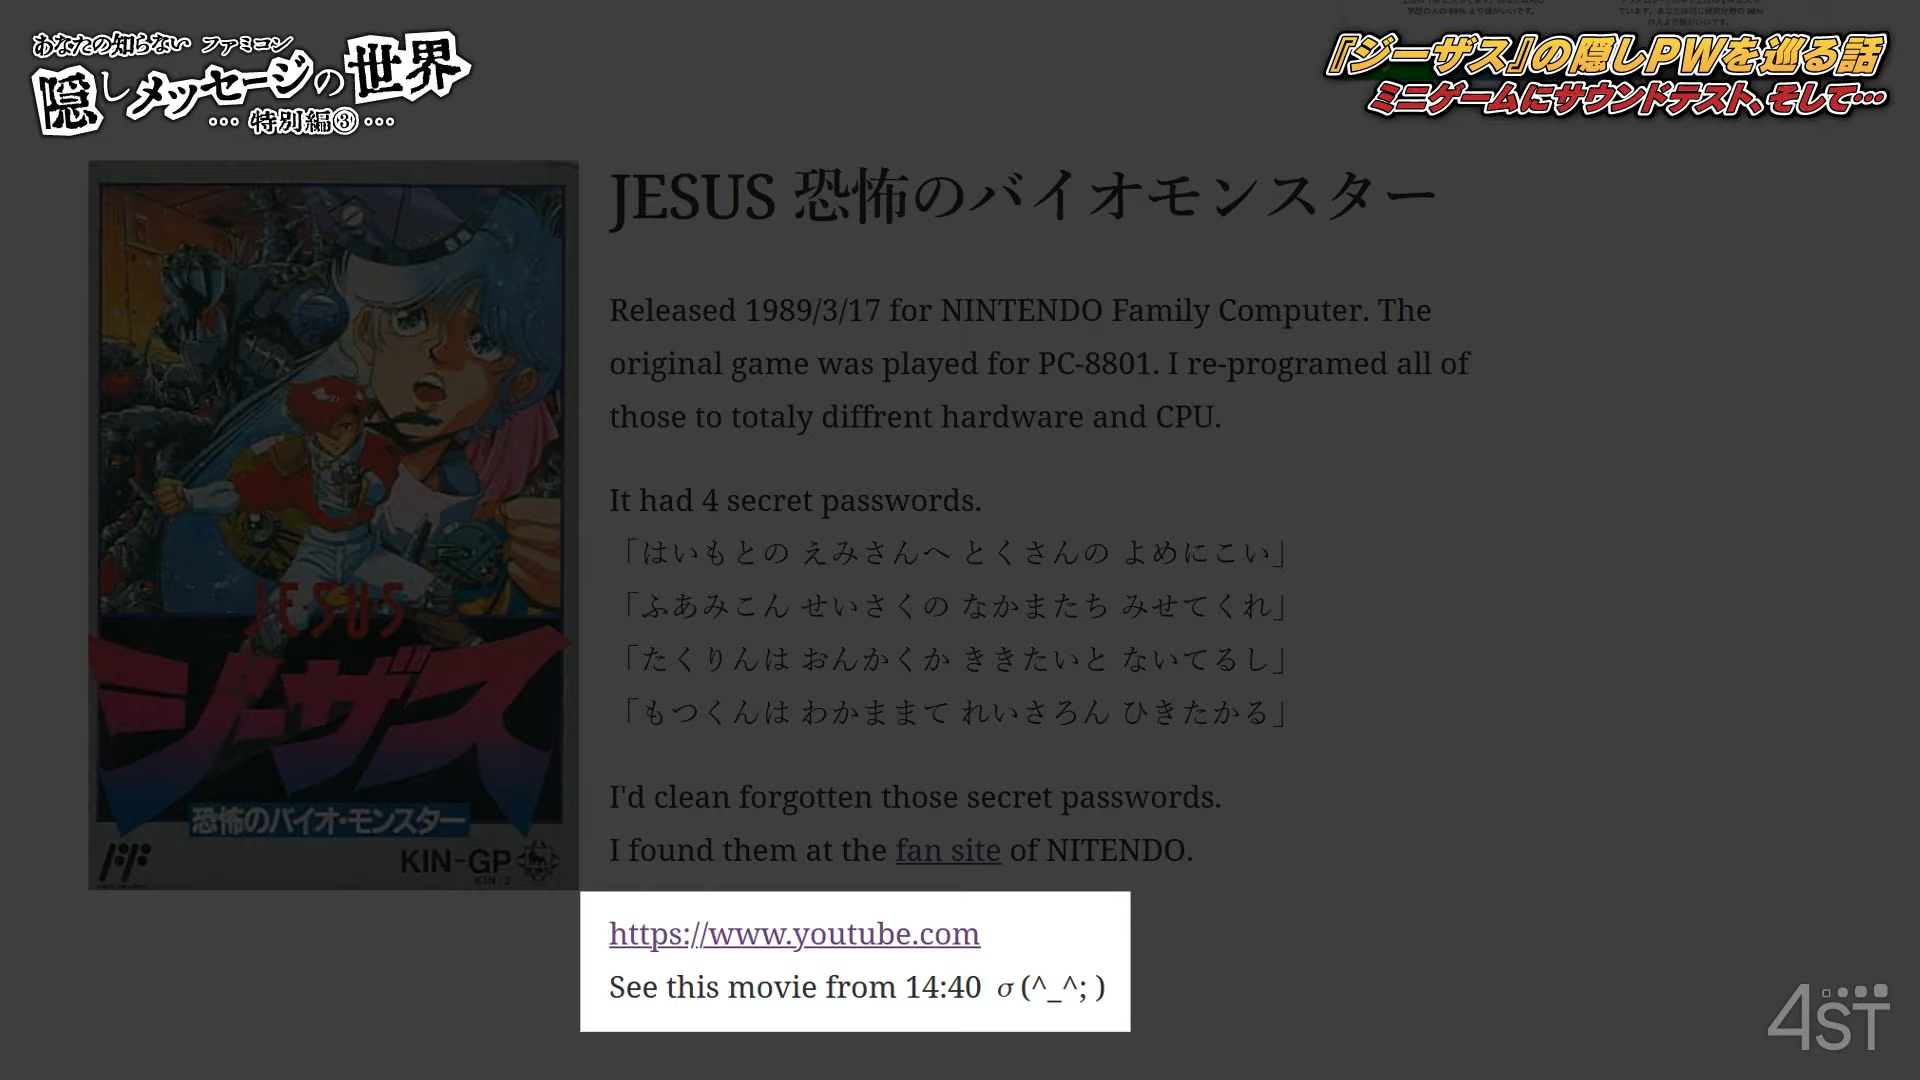 あなたの知らない ファミコン
隠しメッセージの世界
…特別編③…
『ジーザス』の隠しPWを巡る話
ミニゲームにサウンドテスト、そして…
JESUS 恐怖のバイオモンスター
Released 1989/3/17 for NINTENDO Family Computer. The
original game was played for PC-8801. I re-programed all of
those to totaly diffrent hardware and CPU.
It had 4 secret passwords.
「はいもとの えみさんへ とくさんの よめにこい」
「ふあみこん せいさくの なかまたち みせてくれ」
「たくりんは おんかくか ききたいと ないてるし」
「もつくんは わかままて れいさろん ひきたかる」
I'd clean forgotten those secret passwords.
I found them at the fan site of NITENDO.
https://www.youtube.com
See this movie from 14:40 σ(^_^; )
JESUS
ジーザス
恐怖のバイオ・モンスター
KIN-GP
4ST